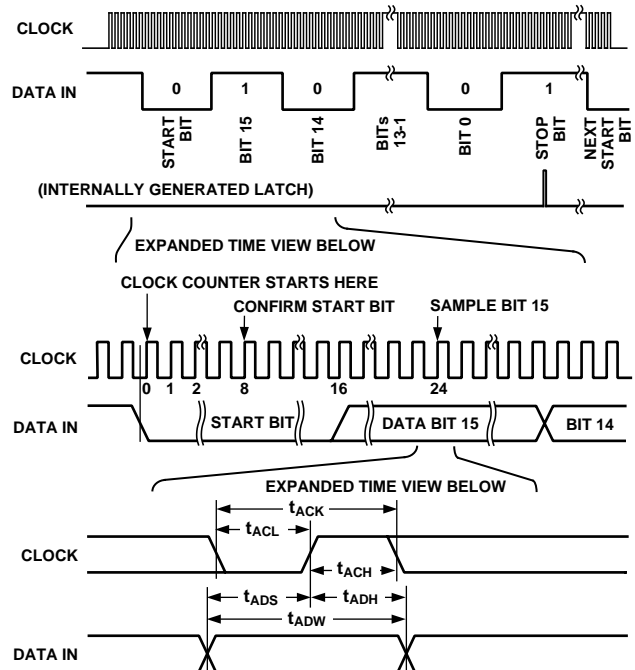 CLOCK
DATA IN
0 1 0 0 1
START BIT
BIT 15
BIT 14
BITs 13-1
BIT 0
STOP BIT
NEXT START BIT
(INTERNALLY GENERATED LATCH)
EXPANDED TIME VIEW BELOW
CLOCK COUNTER STARTS HERE
CONFIRM START BIT
SAMPLE BIT 15
CLOCK
0 1 2 8 16 24
DATA IN
START BIT
DATA BIT 15
BIT 14
EXPANDED TIME VIEW BELOW
tACK
tACL
CLOCK
tACH
tADS
tADH
tADW
DATA IN